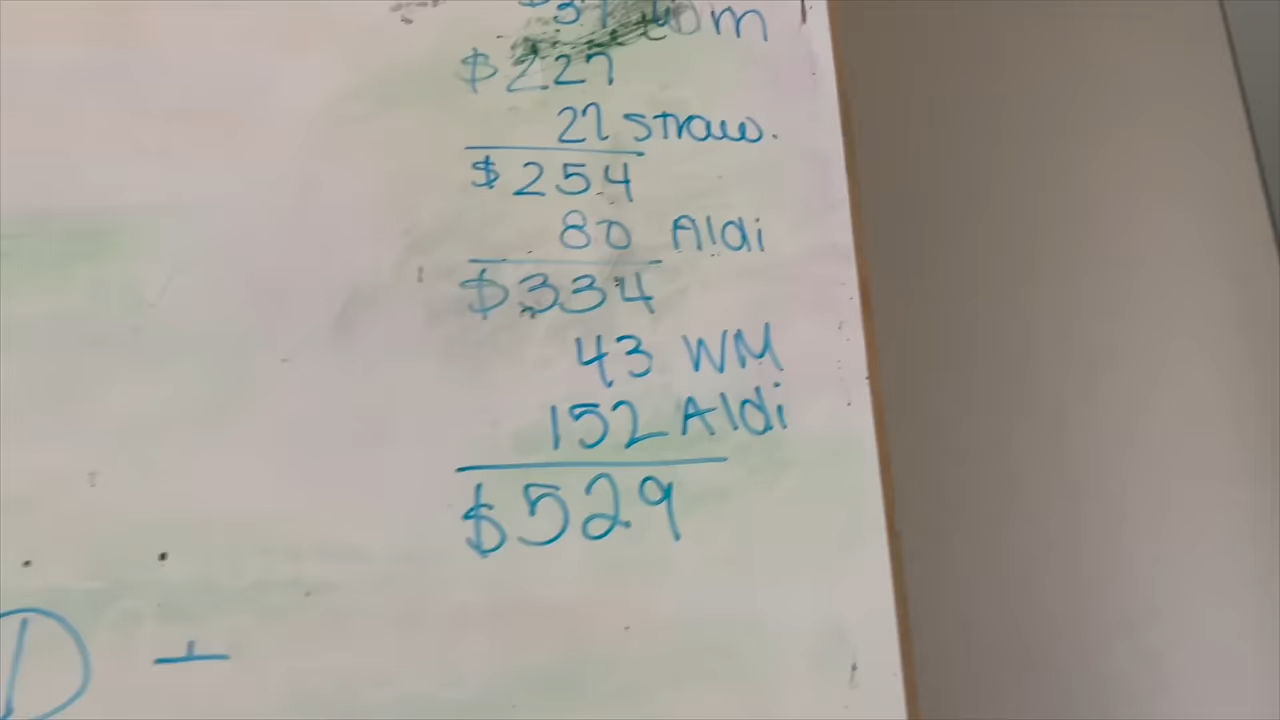 $227
27 straw.
$254
80 Aldi
$334
43 WM
152 Aldi
$529
D